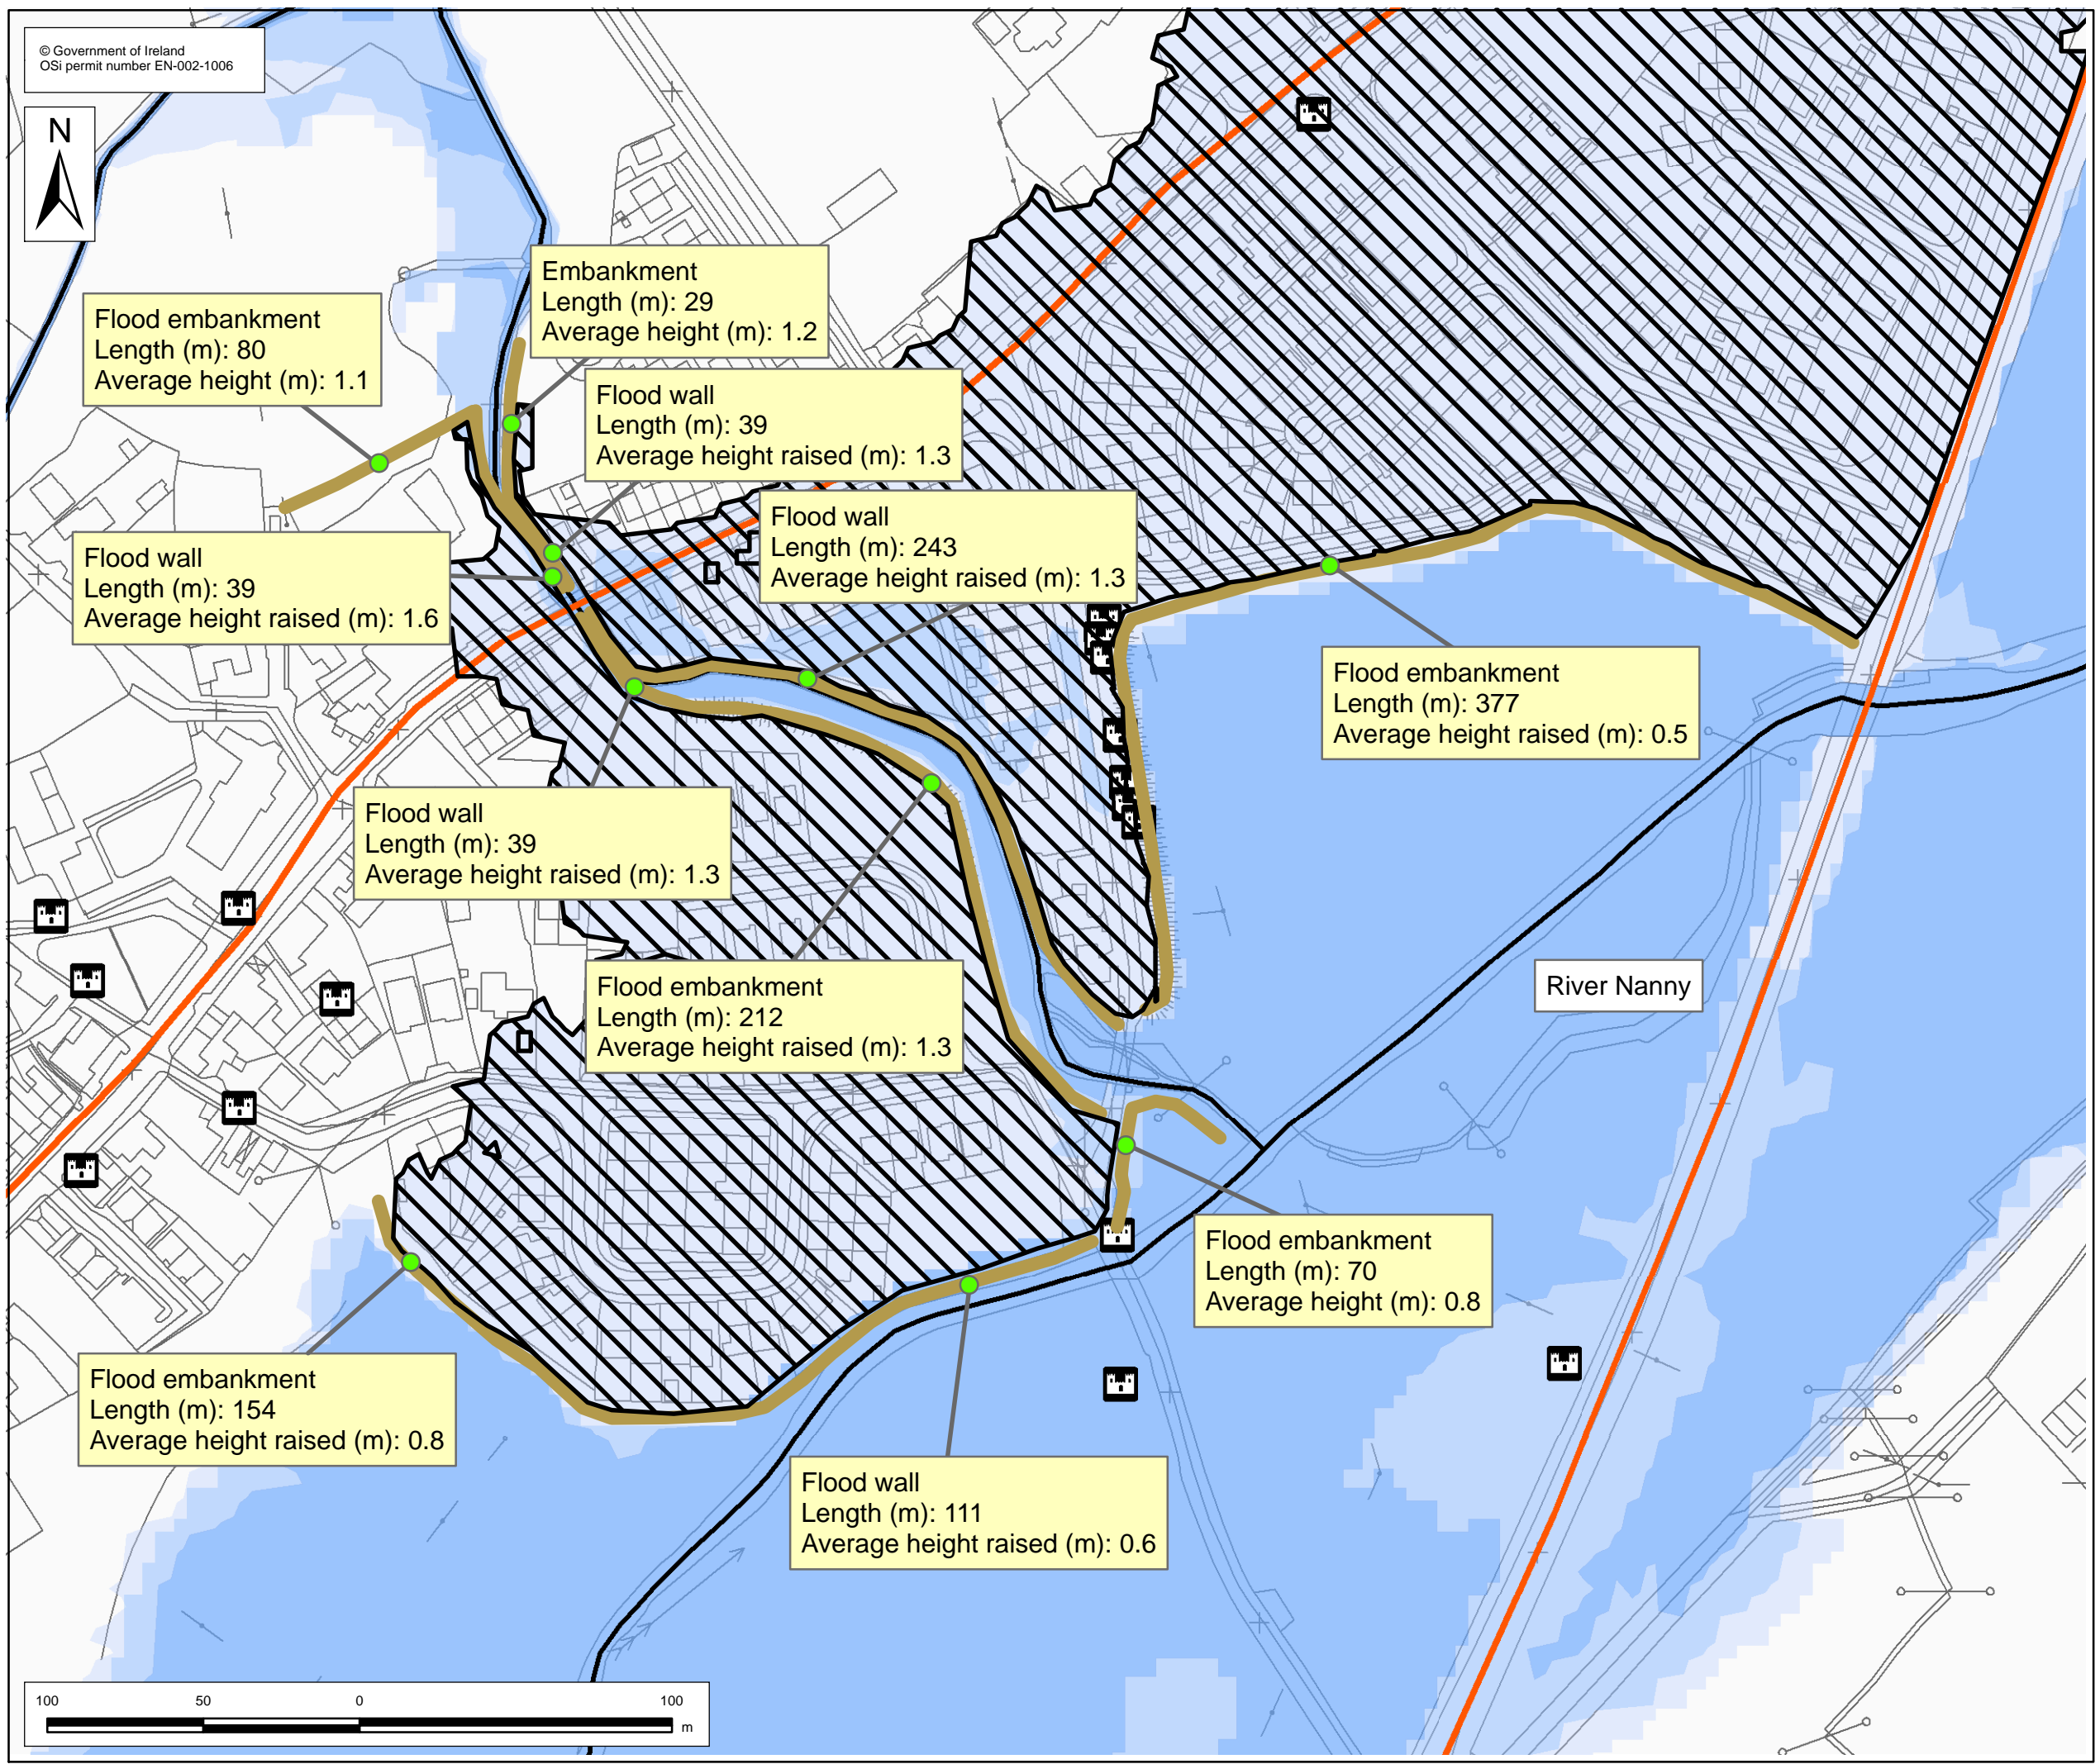 © Government of Ireland
OSi permit number EN-002-1006
N
Embankment
Length (m): 29
Average height (m): 1.2
Flood embankment
Length (m): 80
Average height (m): 1.1
Flood wall
Length (m): 39
Average height raised (m): 1.3
Flood wall
Length (m): 243
Average height raised (m): 1.3
Flood wall
Length (m): 39
Average height raised (m): 1.6
Flood embankment
Length (m): 377
Average height raised (m): 0.5
Flood wall
Length (m): 39
Average height raised (m): 1.3
Flood embankment
Length (m): 212
Average height raised (m): 1.3
River Nanny
Flood embankment
Length (m): 70
Average height (m): 0.8
Flood embankment
Length (m): 154
Average height raised (m): 0.8
Flood wall
Length (m): 111
Average height raised (m): 0.6
100 50 0 100
m